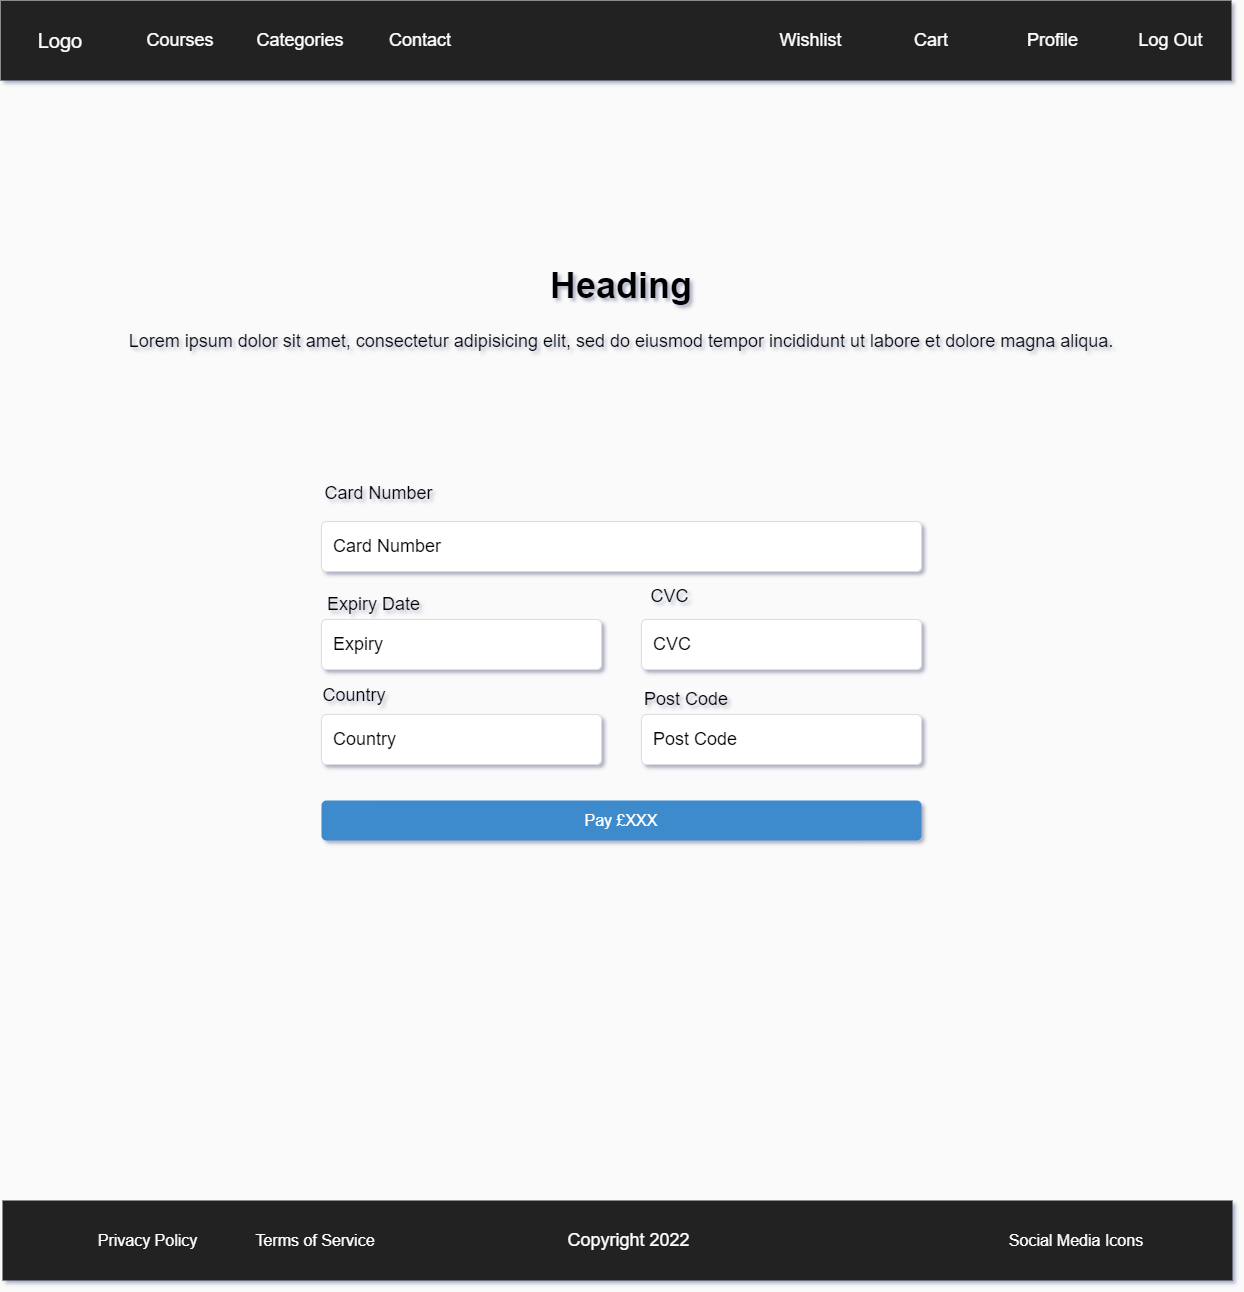 Logo Courses Categories Contact Wishlist Cart Profile Log Out
Heading
Lorem ipsum dolor sit amet, consectetur adipisicing elit, sed do eiusmod tempor incididunt ut labore et dolore magna aliqua.
Card Number
Card Number
Expiry Date CVC
Expiry CVC
Country Post Code
Country Post Code
Pay £XXX
Privacy Policy Terms of Service Copyright 2022 Social Media Icons